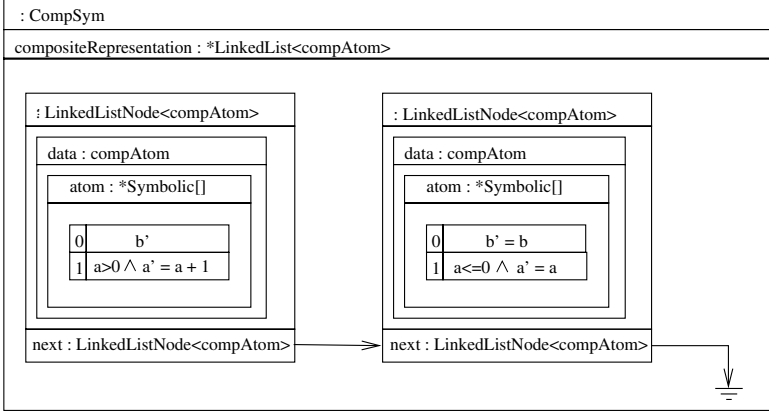 : CompSym
compositeRepresentation : *LinkedList<compAtom>
: LinkedListNode<compAtom>
data : compAtom
atom : *Symbolic[]
0 b’
1 a>0 ∧ a’ = a + 1
next : LinkedListNode<compAtom>
: LinkedListNode<compAtom>
data : compAtom
atom : *Symbolic[]
0 b’ = b
1 a<=0 ∧ a’ = a
next : LinkedListNode<compAtom>